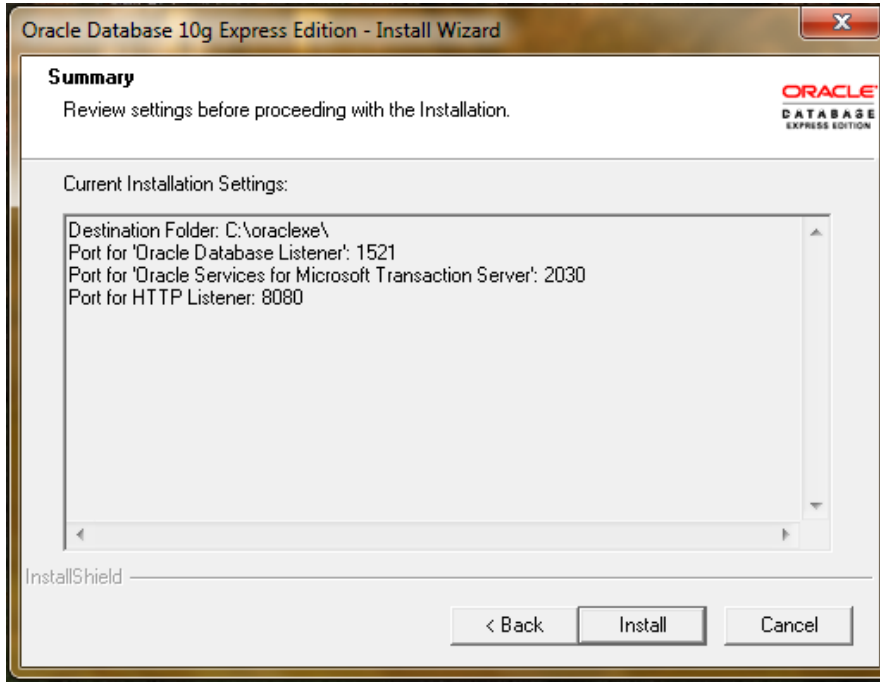 Oracle Database 10g Express Edition - Install Wizard
Summary
Review settings before proceeding with the Installation.
ORACLE
DATABASE
EXPRESS EDITION
Current Installation Settings:
Destination Folder: C:\oraclexe\
Port for 'Oracle Database Listener': 1521
Port for 'Oracle Services for Microsoft Transaction Server': 2030
Port for HTTP Listener: 8080
InstallShield
< Back
Install
Cancel